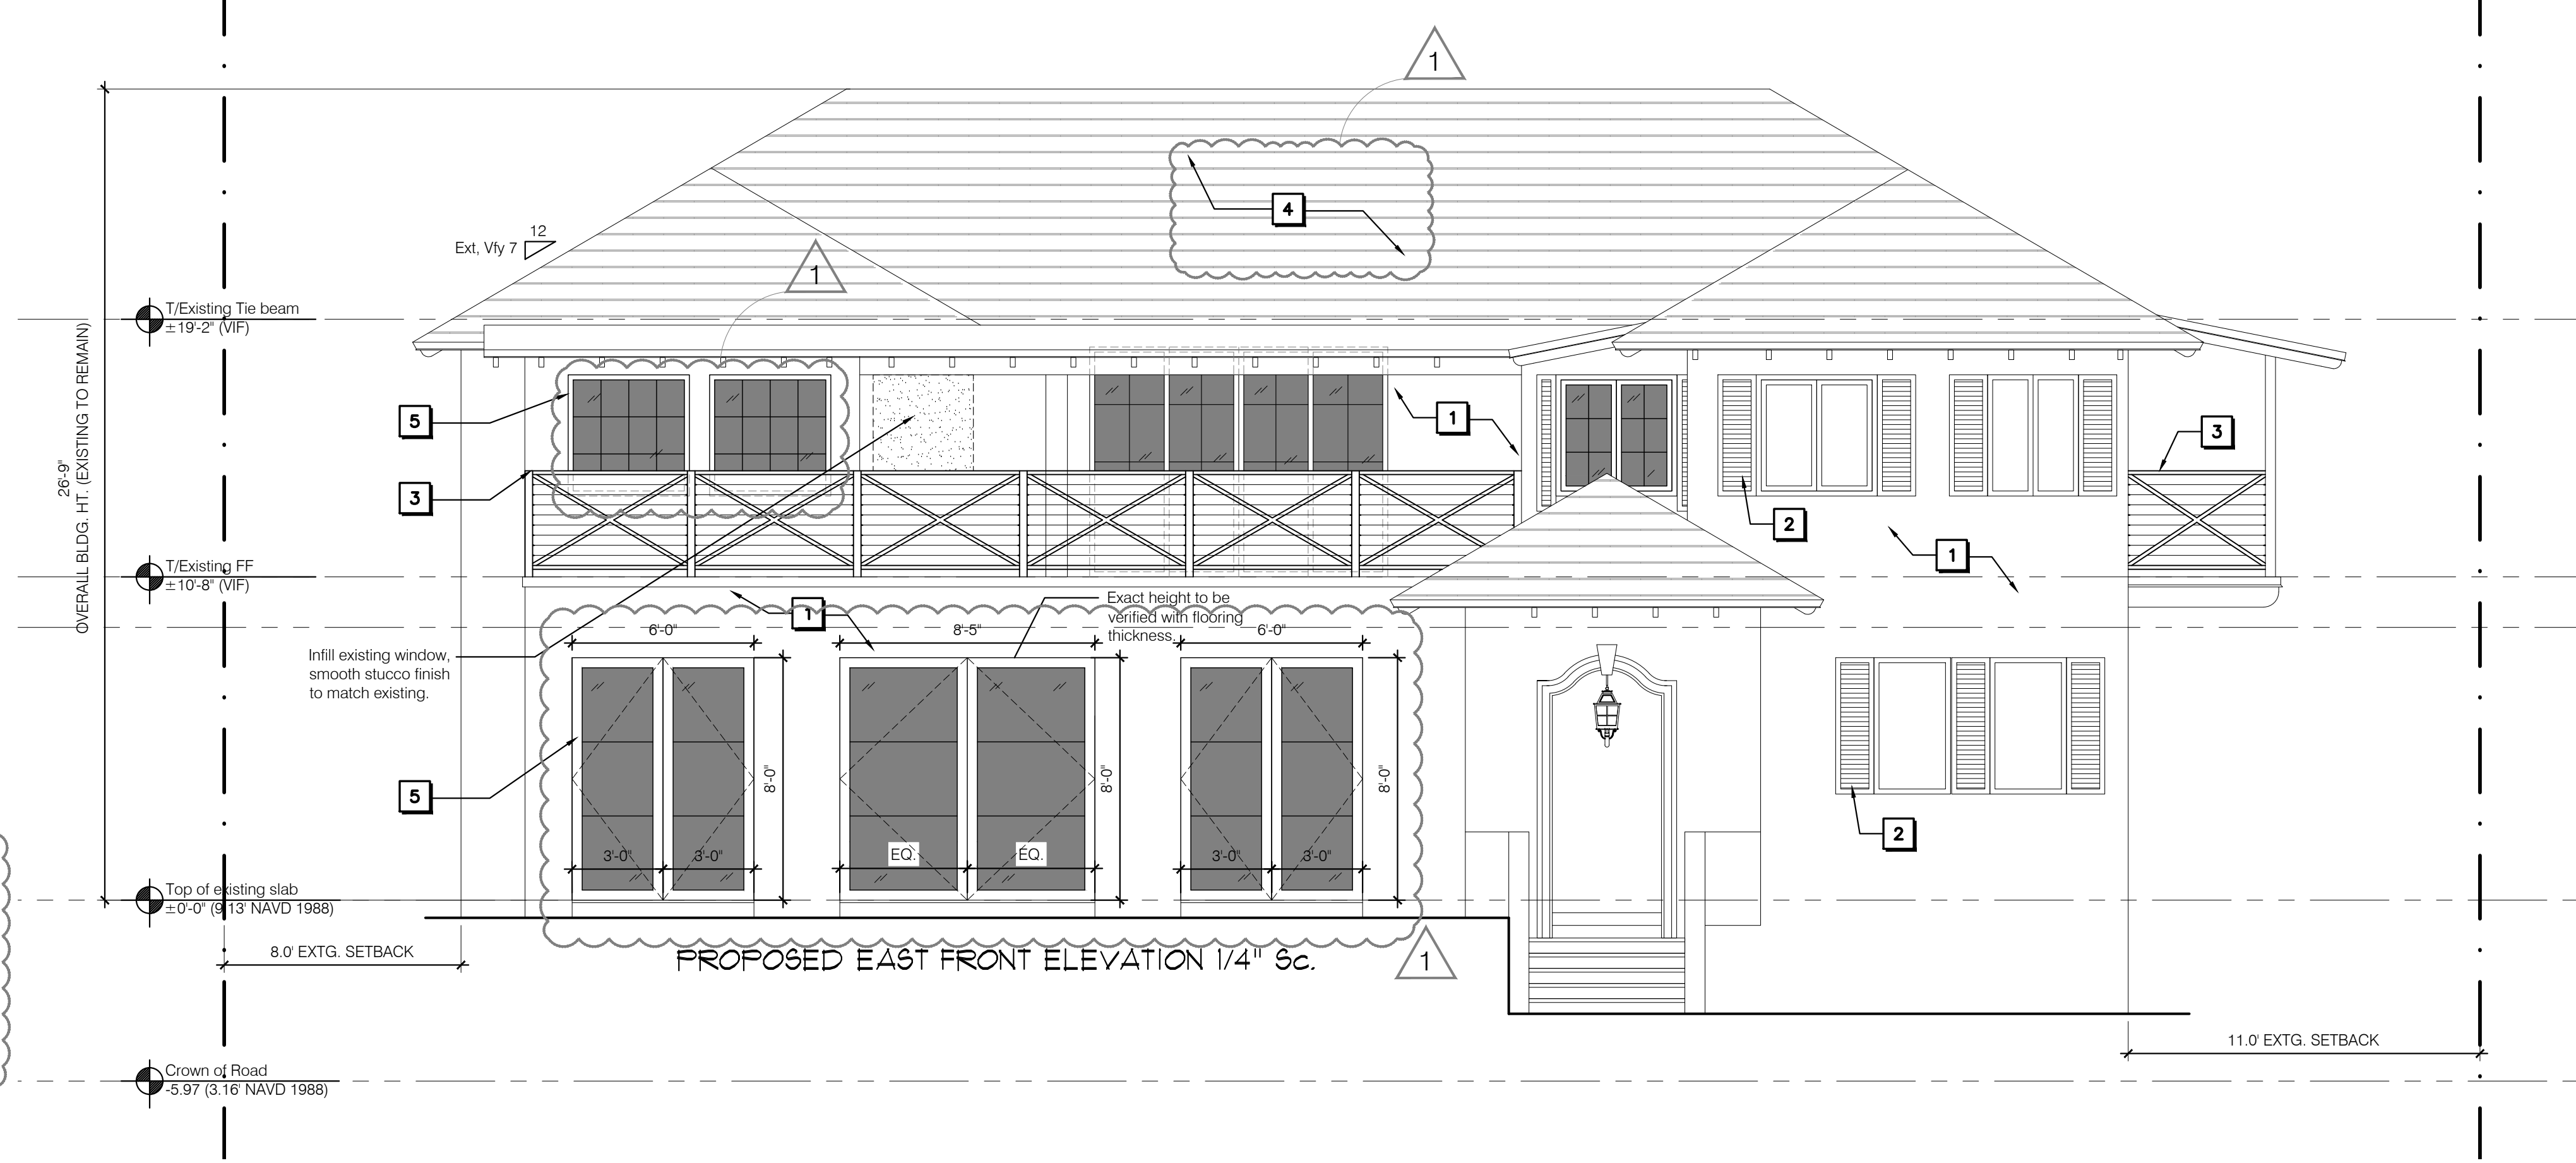 1
4
12
Ext, Vfy 7
1
T/Existing Tie beam
±19'-2" (VIF)
26'-9"
OVERALL BLDG. HT. (EXISTING TO REMAIN)
5
1
3
3
2
1
T/Existing FF
±10'-8" (VIF)
1
Exact height to be
verified with flooring
thickness.
6'-0"
8'-5"
6'-0"
Infill existing window,
smooth stucco finish
to match existing.
8'-0"
8'-0"
8'-0"
5
2
3'-0"
3'-0"
EQ.
EQ.
3'-0"
3'-0"
Top of existing slab
±0'-0" (9.13' NAVD 1988)
8.0' EXTG. SETBACK
PROPOSED EAST FRONT ELEVATION 1/4" Sc.
1
11.0' EXTG. SETBACK
Crown of Road
-5.97 (3.16' NAVD 1988)